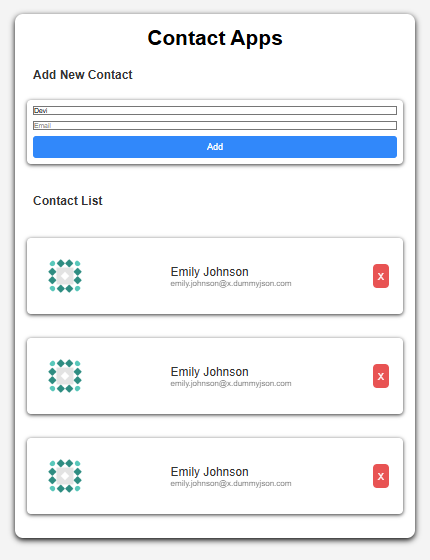 Contact Apps
Add New Contact
Devi
Email
Add
Contact List
Emily Johnson
emily.johnson@x.dummyjson.com
X
Emily Johnson
emily.johnson@x.dummyjson.com
X
Emily Johnson
emily.johnson@x.dummyjson.com
X